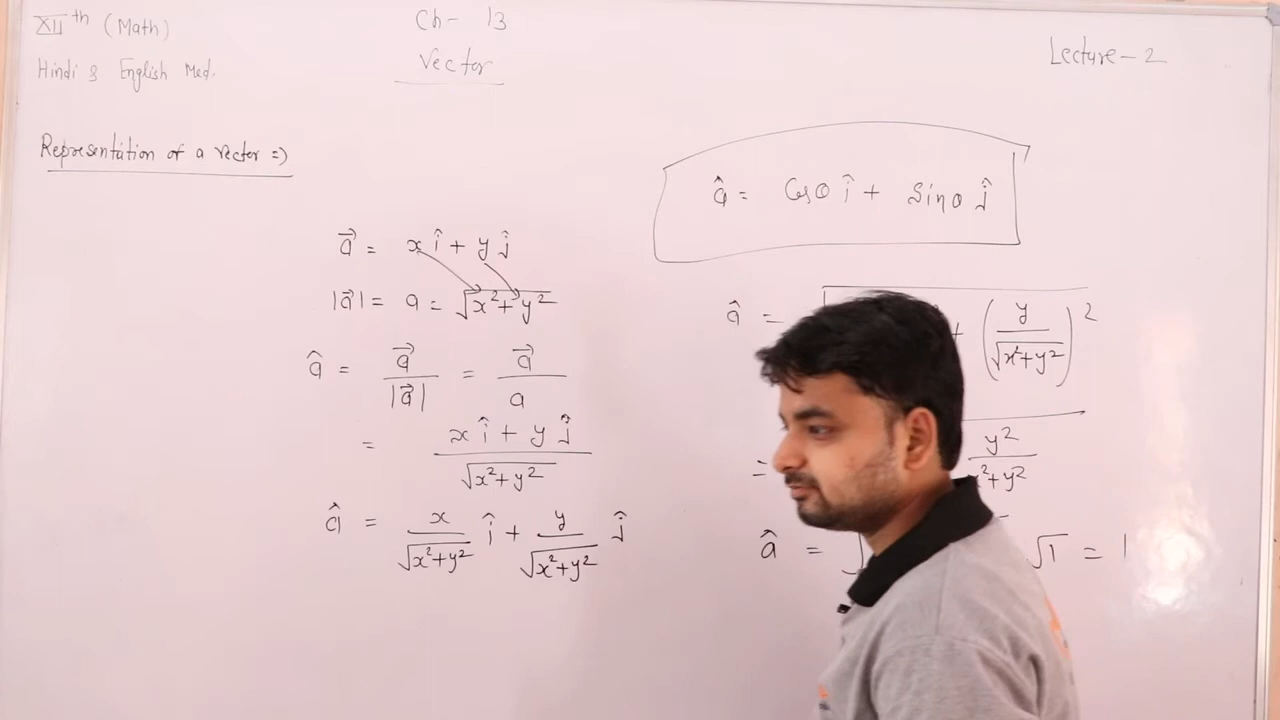 XIIth (Math)
Hindi & English Med.
Ch- 13
Vector
Lecture-2
Representation of a vector =)
a⃗ = x î + y ĵ
|a⃗| = a = √(x²+y²)
â = a⃗/|a⃗| = a⃗/a
= (x î + y ĵ)/√(x²+y²)
â = x/√(x²+y²) î + y/√(x²+y²) ĵ
â = Cosθ î + Sinθ ĵ
â = + (y/√(x²+y²))²
= y²/x²+y²
â = √ √1 = 1